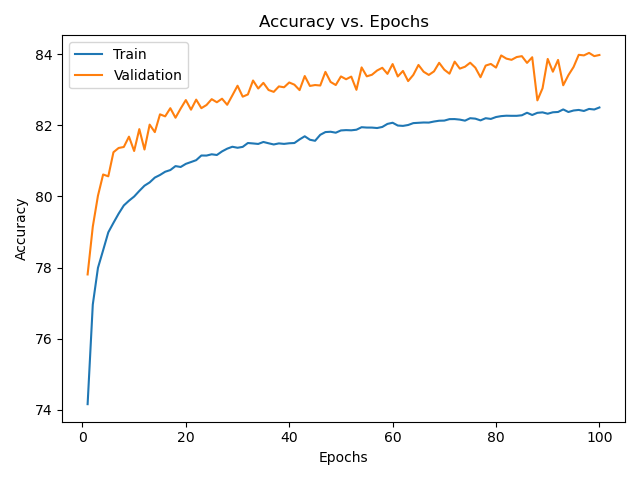 Accuracy vs. Epochs
Train
Validation
Accuracy
84
82
80
78
76
74
0 20 40 60 80 100
Epochs